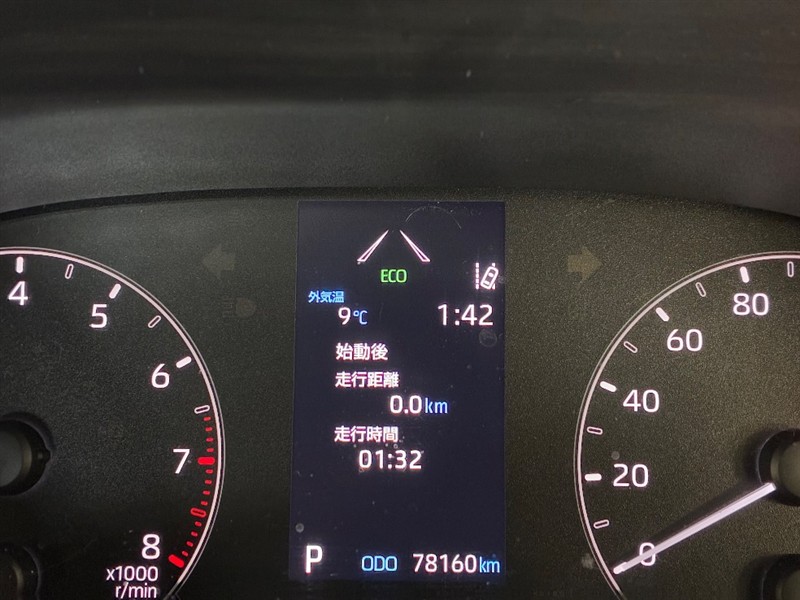 ECO
外気温
9℃
1:42
始動後
走行距離
0.0km
走行時間
01:32
P
ODO
78160km
4
5
6
7
8
x1000
r/min
80
60
40
20
0